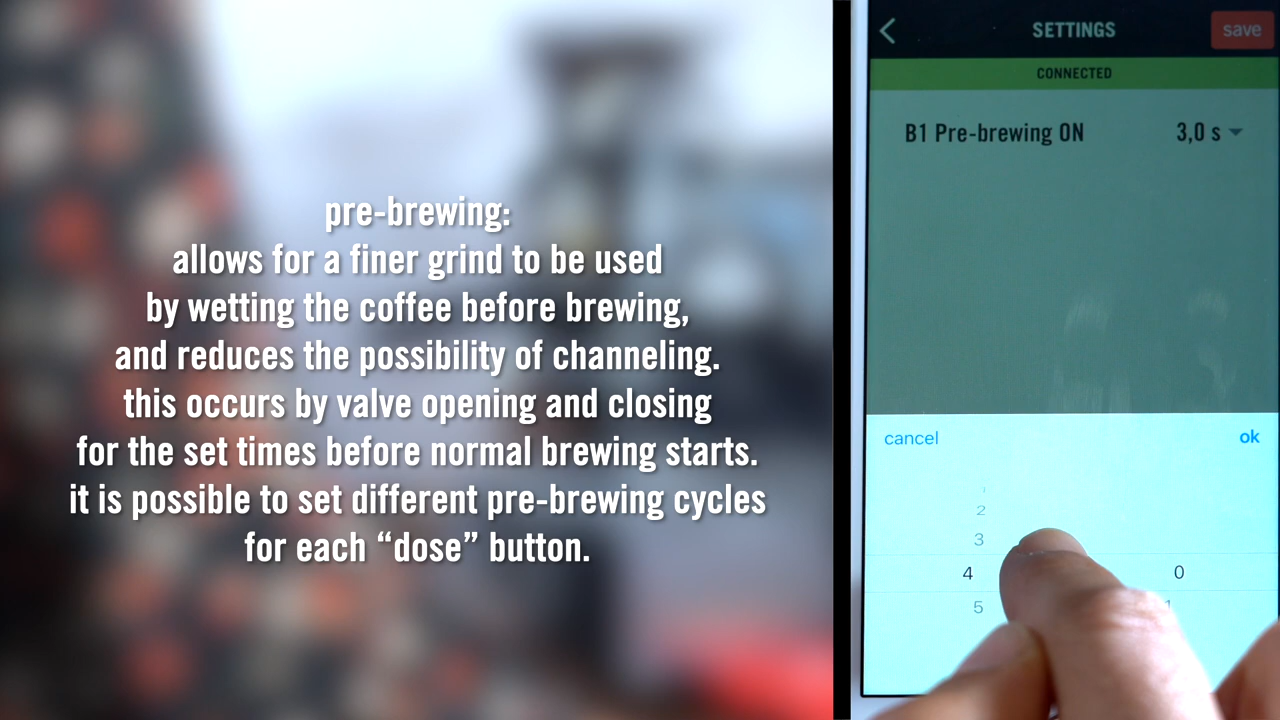 pre-brewing:
allows for a finer grind to be used
by wetting the coffee before brewing,
and reduces the possibility of channeling.
this occurs by valve opening and closing
for the set times before normal brewing starts.
it is possible to set different pre-brewing cycles
for each “dose” button.
SETTINGS
save
CONNECTED
B1 Pre-brewing ON 3,0 s
cancel ok
2
3
4 0
5 1